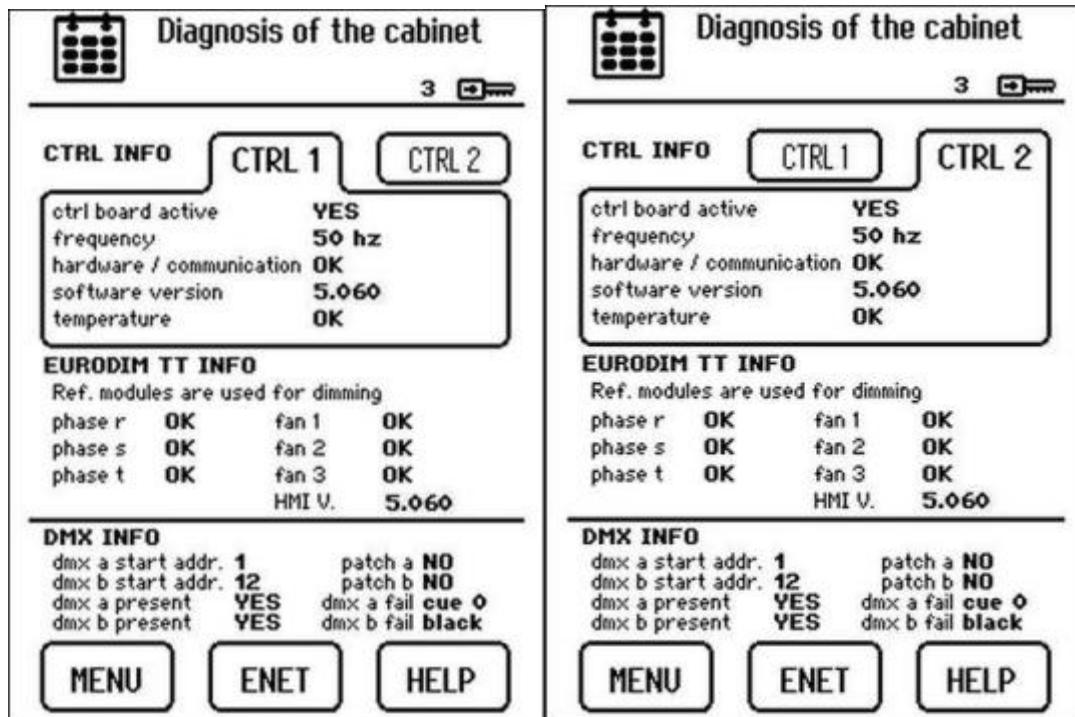 Diagnosis of the cabinet
3
CTRL INFO CTRL 1 CTRL 2
ctrl board active YES
frequency 50 hz
hardware / communication OK
software version 5.060
temperature OK
EURODIM TT INFO
Ref. modules are used for dimming
phase r OK fan 1 OK
phase s OK fan 2 OK
phase t OK fan 3 OK
HMI V. 5.060
DMX INFO
dmx a start addr. 1 patch a NO
dmx b start addr. 12 patch b NO
dmx a present YES dmx a fail cue 0
dmx b present YES dmx b fail black
MENU ENET HELP
Diagnosis of the cabinet
3
CTRL INFO CTRL 1 CTRL 2
ctrl board active YES
frequency 50 hz
hardware / communication OK
software version 5.060
temperature OK
EURODIM TT INFO
Ref. modules are used for dimming
phase r OK fan 1 OK
phase s OK fan 2 OK
phase t OK fan 3 OK
HMI V. 5.060
DMX INFO
dmx a start addr. 1 patch a NO
dmx b start addr. 12 patch b NO
dmx a present YES dmx a fail cue 0
dmx b present YES dmx b fail black
MENU ENET HELP